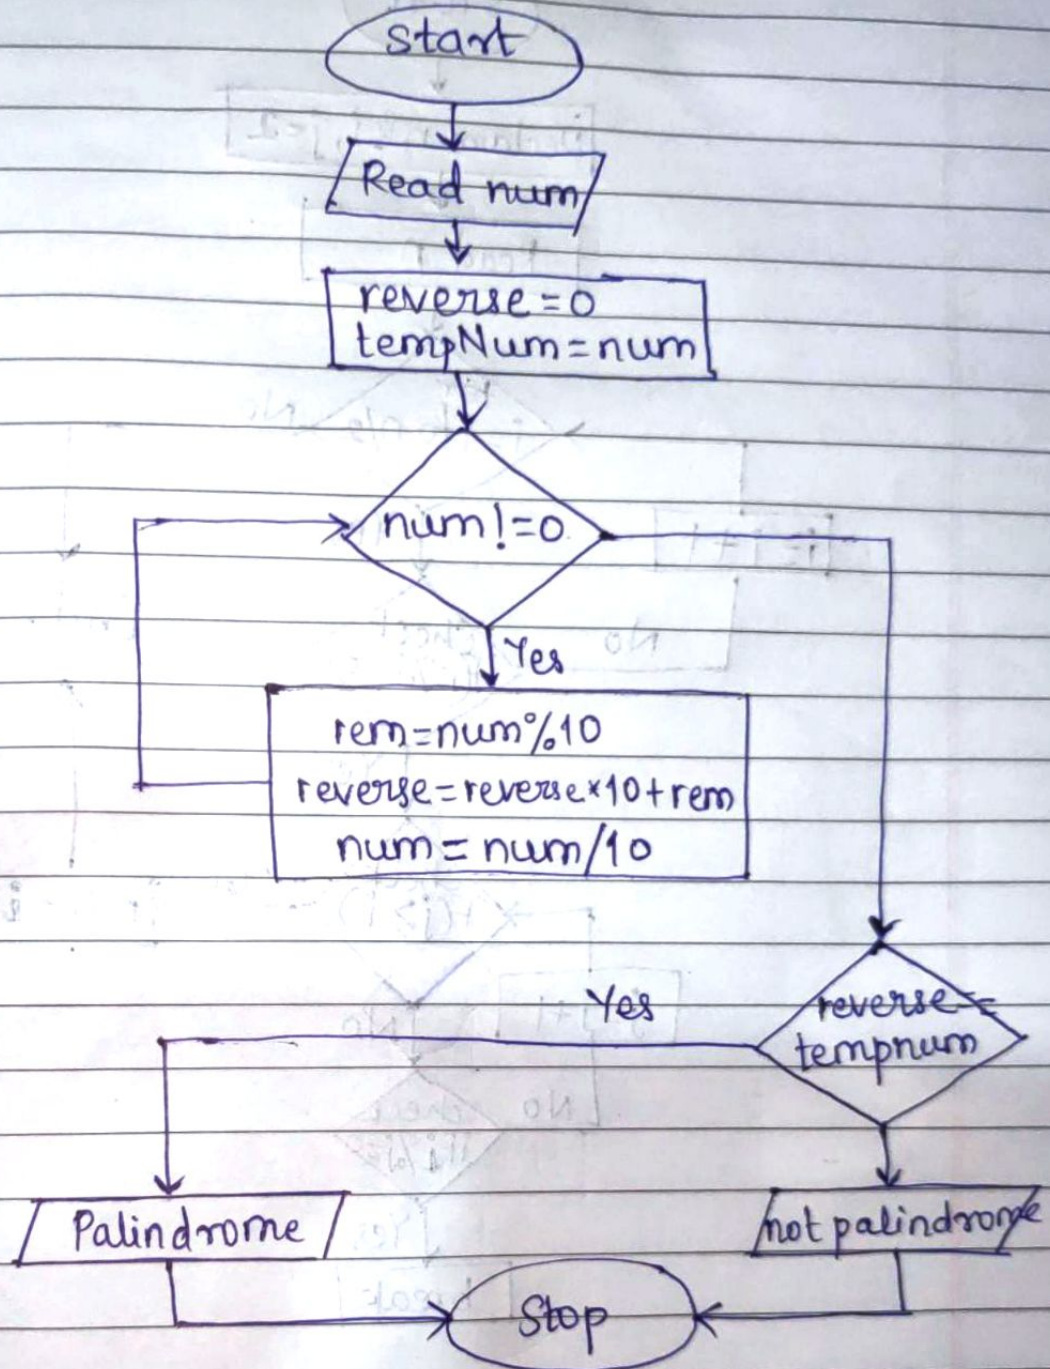 start
Read num
reverse=0
tempNum=num
num!=0
Yes
rem=num%10
reverse=reverse*10+rem
num=num/10
Yes
reverse=
tempnum
Palindrome
not palindrome
Stop